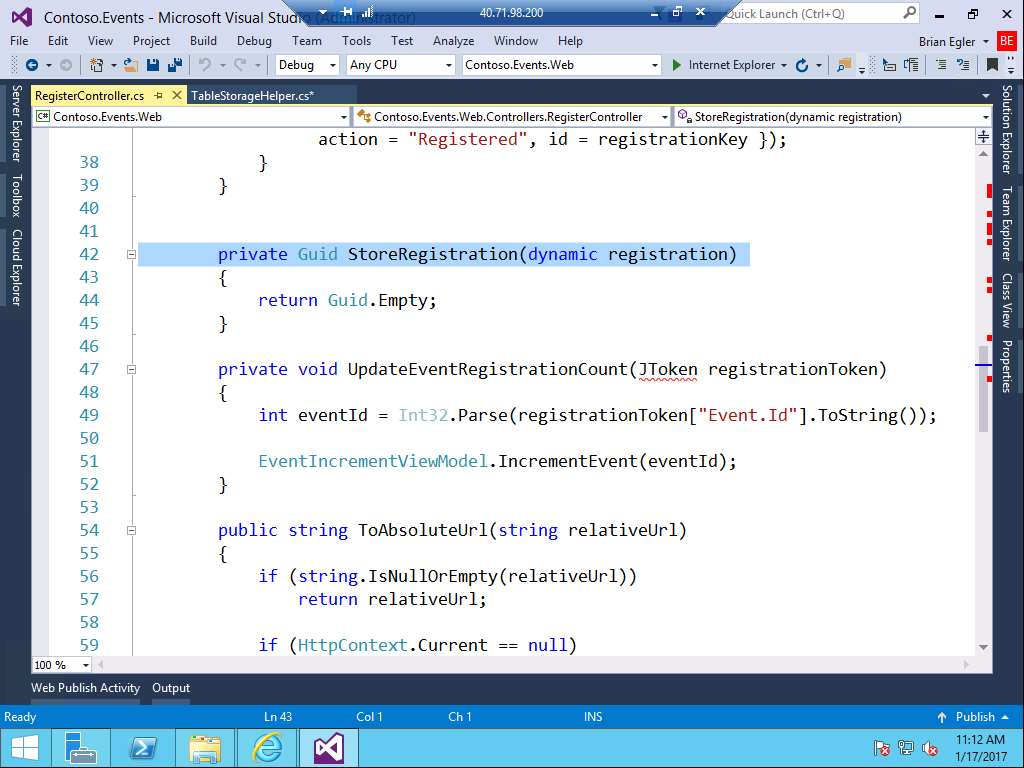 Contoso.Events - Microsoft Visual Studio (Administrator)
40.71.98.200
Quick Launch (Ctrl+Q)
File Edit View Project Build Debug Team Tools Test Analyze Window Help
Brian Egler
BE
Debug Any CPU Contoso.Events.Web Internet Explorer
RegisterController.cs TableStorageHelper.cs*
Contoso.Events.Web Contoso.Events.Web.Controllers.RegisterController StoreRegistration(dynamic registration)
Server Explorer
Toolbox
Cloud Explorer
action = "Registered", id = registrationKey });
38 }
39 }
40
41
42 private Guid StoreRegistration(dynamic registration)
43 {
44 return Guid.Empty;
45 }
46
47 private void UpdateEventRegistrationCount(JToken registrationToken)
48 {
49 int eventId = Int32.Parse(registrationToken["Event.Id"].ToString());
50
51 EventIncrementViewModel.IncrementEvent(eventId);
52 }
53
54 public string ToAbsoluteUrl(string relativeUrl)
55 {
56 if (string.IsNullOrEmpty(relativeUrl))
57 return relativeUrl;
58
59 if (HttpContext.Current == null)
Solution Explorer
Team Explorer
Class View
Properties
100 %
Web Publish Activity Output
Ready Ln 43 Col 1 Ch 1 INS Publish
11:12 AM
1/17/2017